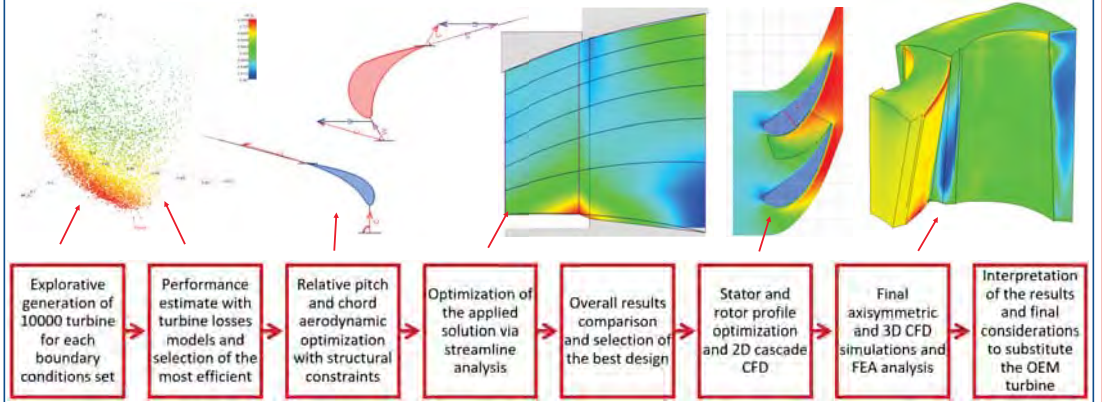 Explorative
generation of
10000 turbine
for each
boundary
conditions set
Performance
estimate with
turbine losses
models and
selection of the
most efficient
Relative pitch
and chord
aerodynamic
optimization
with structural
constraints
Optimization of
the applied
solution via
streamline
analysis
Overall results
comparison
and selection of
the best design
Stator and
rotor profile
optimization
and 2D cascade
CFD
Final
axisymmetric
and 3D CFD
simulations and
FEA analysis
Interpretation
of the results
and final
considerations
to substitute
the OEM
turbine